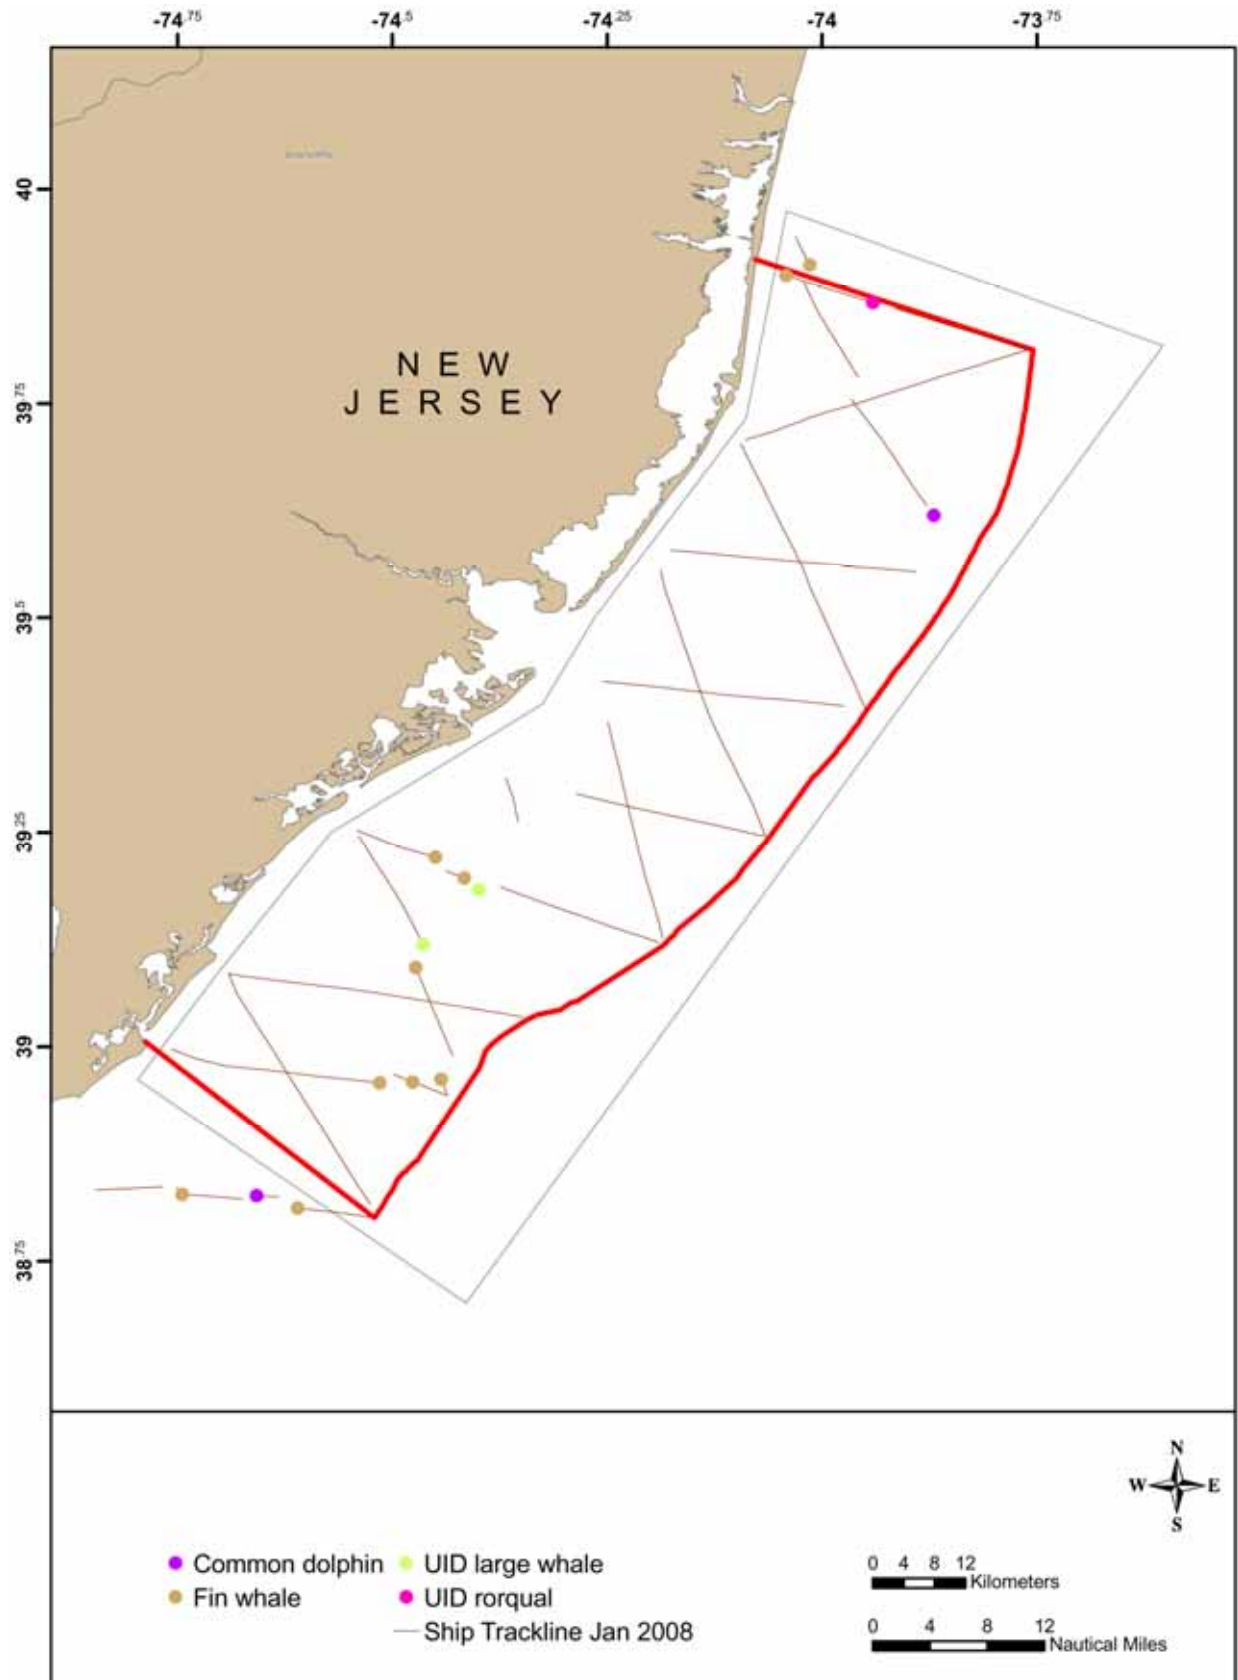 -74.75 -74.5 -74.25 -74 -73.75
40
39.75
39.5
39.25
39
38.75
NEW
JERSEY
N
W E
S
Common dolphin
Fin whale
UID large whale
UID rorqual
Ship Trackline Jan 2008
0 4 8 12
Kilometers
0 4 8 12
Nautical Miles